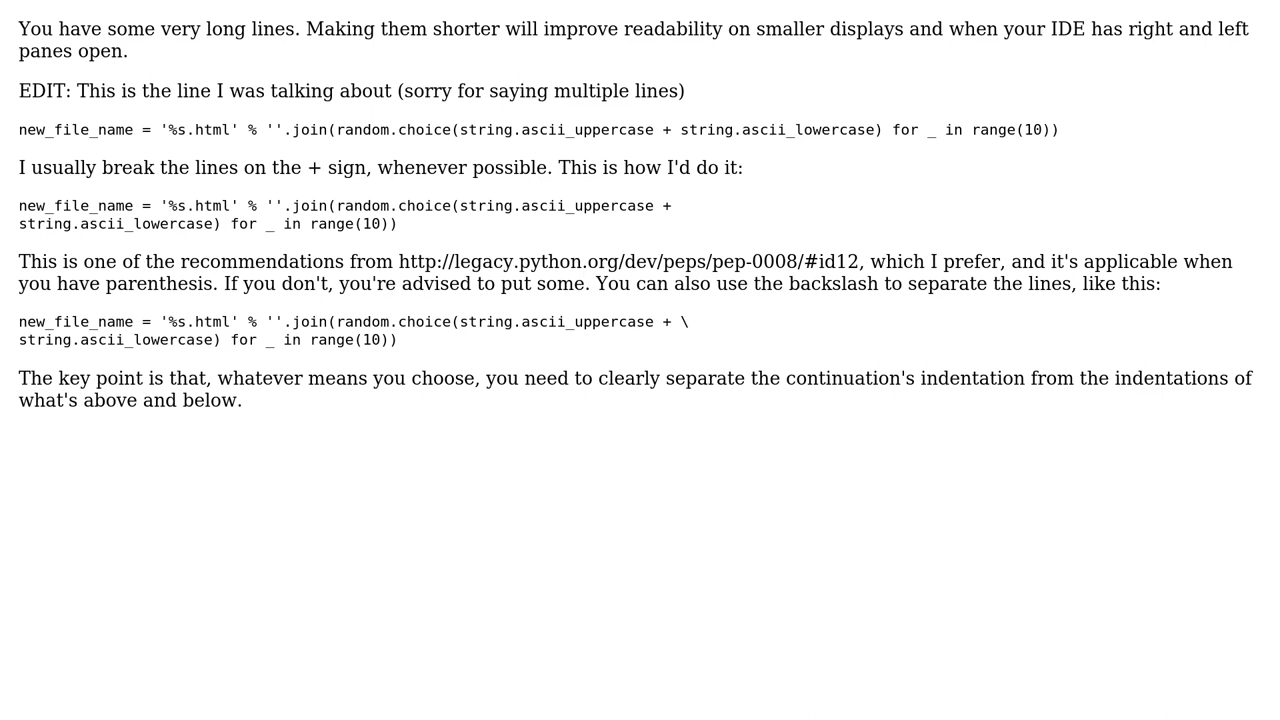 You have some very long lines. Making them shorter will improve readability on smaller displays and when your IDE has right and left
panes open.
EDIT: This is the line I was talking about (sorry for saying multiple lines)
new_file_name = '%s.html' % ''.join(random.choice(string.ascii_uppercase + string.ascii_lowercase) for _ in range(10))
I usually break the lines on the + sign, whenever possible. This is how I'd do it:
new_file_name = '%s.html' % ''.join(random.choice(string.ascii_uppercase +
string.ascii_lowercase) for _ in range(10))
This is one of the recommendations from http://legacy.python.org/dev/peps/pep-0008/#id12, which I prefer, and it's applicable when
you have parenthesis. If you don't, you're advised to put some. You can also use the backslash to separate the lines, like this:
new_file_name = '%s.html' % ''.join(random.choice(string.ascii_uppercase + \
string.ascii_lowercase) for _ in range(10))
The key point is that, whatever means you choose, you need to clearly separate the continuation's indentation from the indentations of
what's above and below.